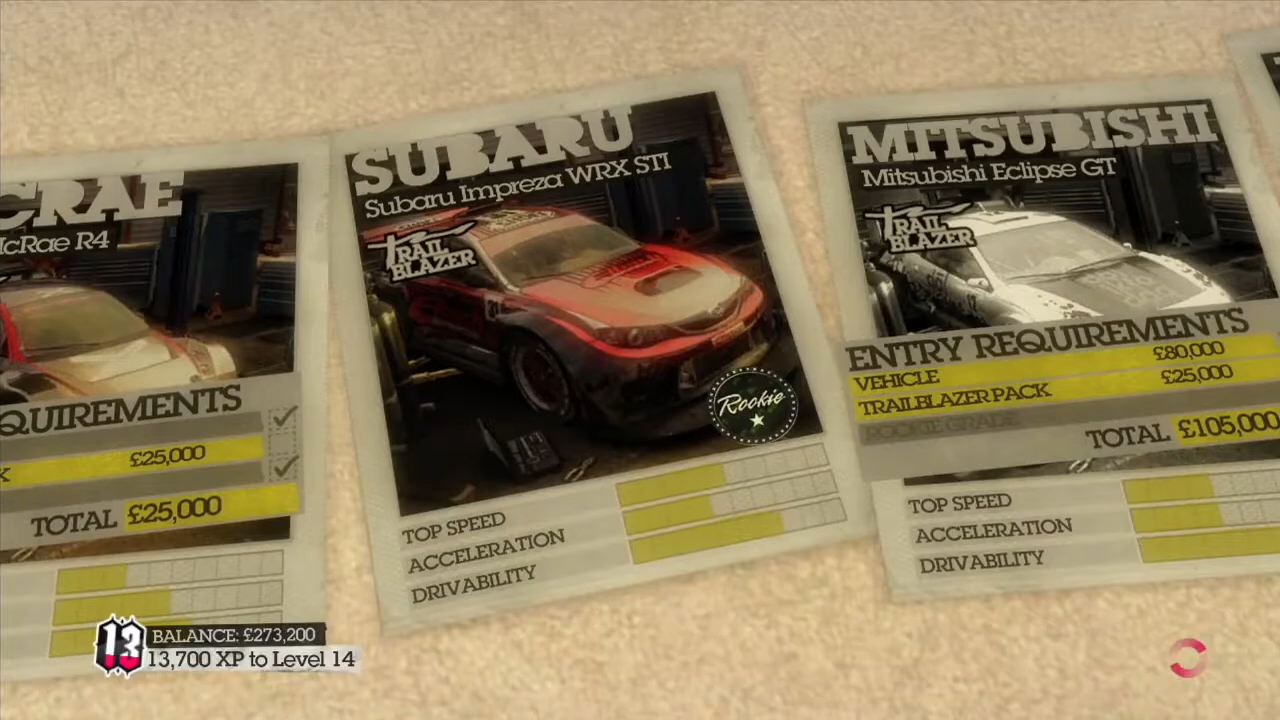 CRAE
McRae R4
QUIREMENTS
£25,000
TOTAL £25,000
SUBARU
Subaru Impreza WRX STI
TRAIL
BLAZER
Rookie
TOP SPEED
ACCELERATION
DRIVABILITY
MITSUBISHI
Mitsubishi Eclipse GT
TRAIL
BLAZER
ENTRY REQUIREMENTS
VEHICLE £80,000
TRAILBLAZER PACK £25,000
ROOKIE GRADE
TOTAL £105,000
TOP SPEED
ACCELERATION
DRIVABILITY
13
BALANCE: £273,200
13,700 XP to Level 14